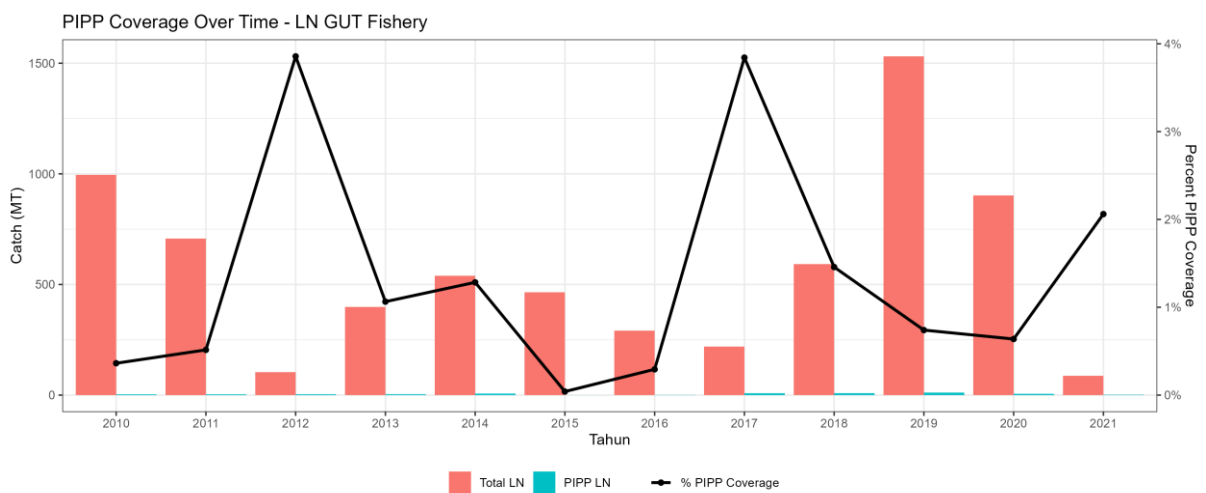 PIPP Coverage Over Time - LN GUT Fishery
1500
1000
500
0
Catch (MT)
4%
3%
2%
1%
0%
Percent PIPP Coverage
2010 2011 2012 2013 2014 2015 2016 2017 2018 2019 2020 2021
Tahun
Total LN PIPP LN % PIPP Coverage